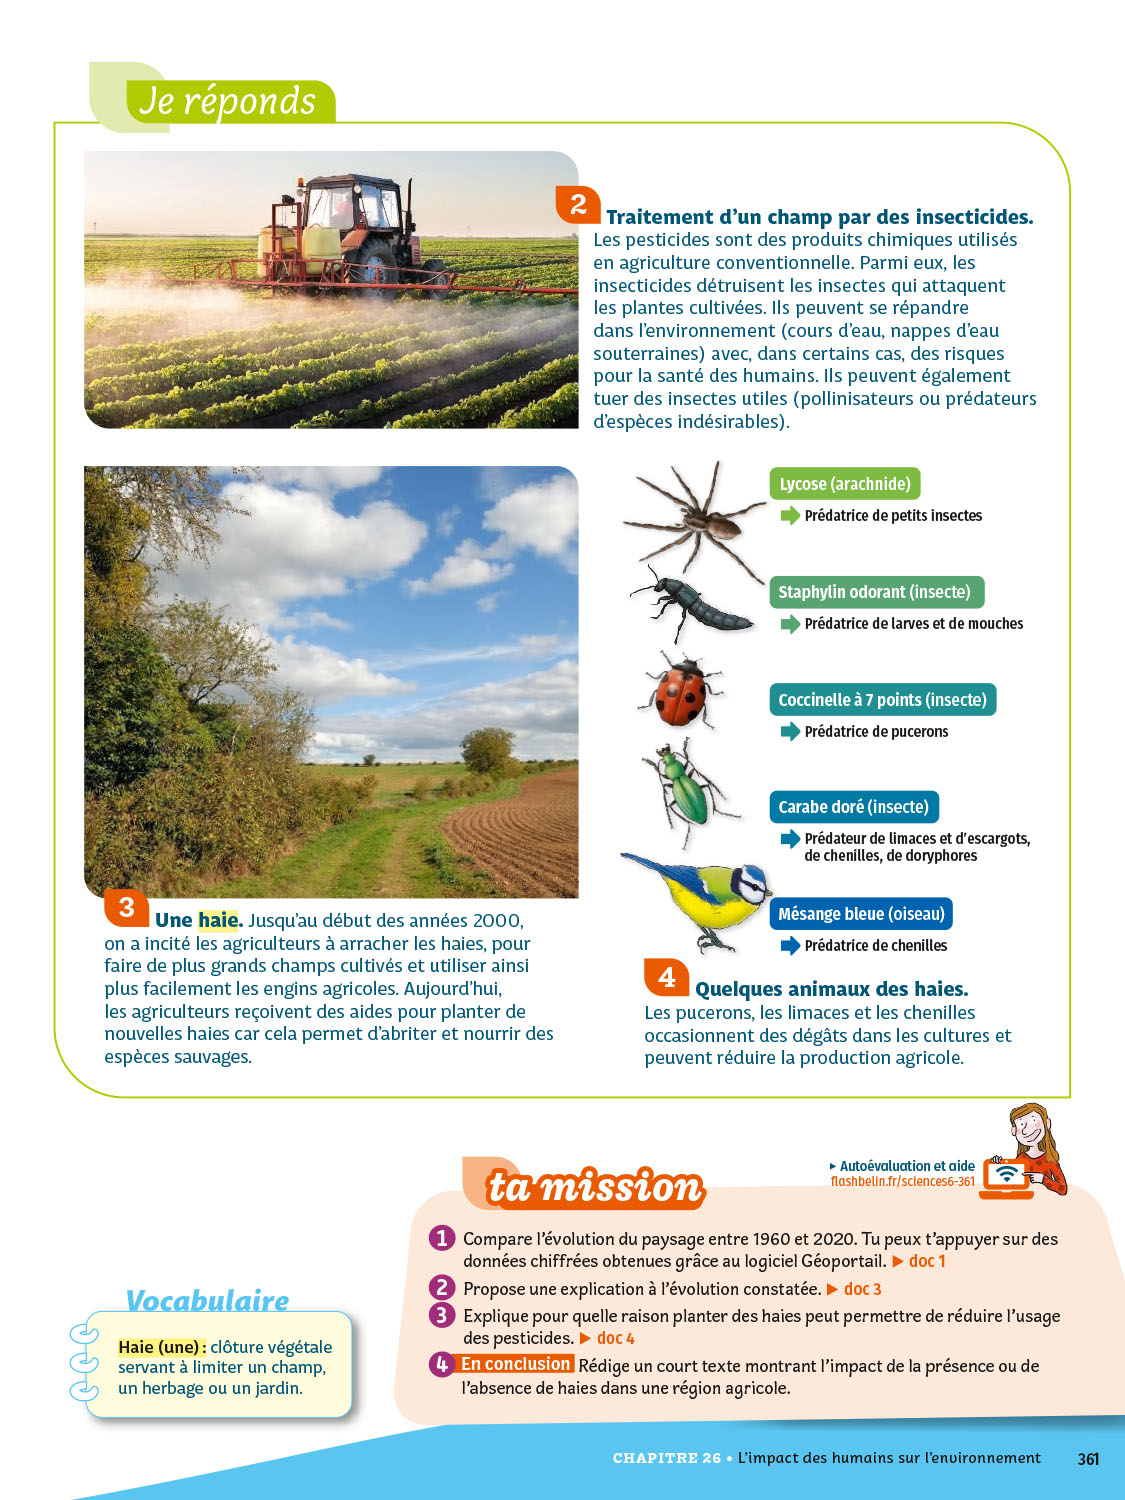 Je réponds
2 Traitement d’un champ par des insecticides.
Les pesticides sont des produits chimiques utilisés
en agriculture conventionnelle. Parmi eux, les
insecticides détruisent les insectes qui attaquent
les plantes cultivées. Ils peuvent se répandre
dans l’environnement (cours d’eau, nappes d’eau
souterraines) avec, dans certains cas, des risques
pour la santé des humains. Ils peuvent également
tuer des insectes utiles (pollinisateurs ou prédateurs
d’espèces indésirables).
3 Une haie. Jusqu’au début des années 2000,
on a incité les agriculteurs à arracher les haies, pour
faire de plus grands champs cultivés et utiliser ainsi
plus facilement les engins agricoles. Aujourd’hui,
les agriculteurs reçoivent des aides pour planter de
nouvelles haies car cela permet d’abriter et nourrir des
espèces sauvages.
Lycose (arachnide)
Prédatrice de petits insectes
Staphylin odorant (insecte)
Prédatrice de larves et de mouches
Coccinelle à 7 points (insecte)
Prédatrice de pucerons
Carabe doré (insecte)
Prédateur de limaces et d’escargots,
de chenilles, de doryphores
Mésange bleue (oiseau)
Prédatrice de chenilles
4 Quelques animaux des haies.
Les pucerons, les limaces et les chenilles
occasionnent des dégâts dans les cultures et
peuvent réduire la production agricole.
ta mission
▸ Autoévaluation et aide
flashbelin.fr/sciences6-361
1 Compare l’évolution du paysage entre 1960 et 2020. Tu peux t’appuyer sur des
données chiffrées obtenues grâce au logiciel Géoportail. ▶ doc 1
2 Propose une explication à l’évolution constatée. ▶ doc 3
3 Explique pour quelle raison planter des haies peut permettre de réduire l’usage
des pesticides. ▶ doc 4
4 En conclusion Rédige un court texte montrant l’impact de la présence ou de
l’absence de haies dans une région agricole.
Vocabulaire
Haie (une) : clôture végétale
servant à limiter un champ,
un herbage ou un jardin.
CHAPITRE 26 • L’impact des humains sur l’environnement 361